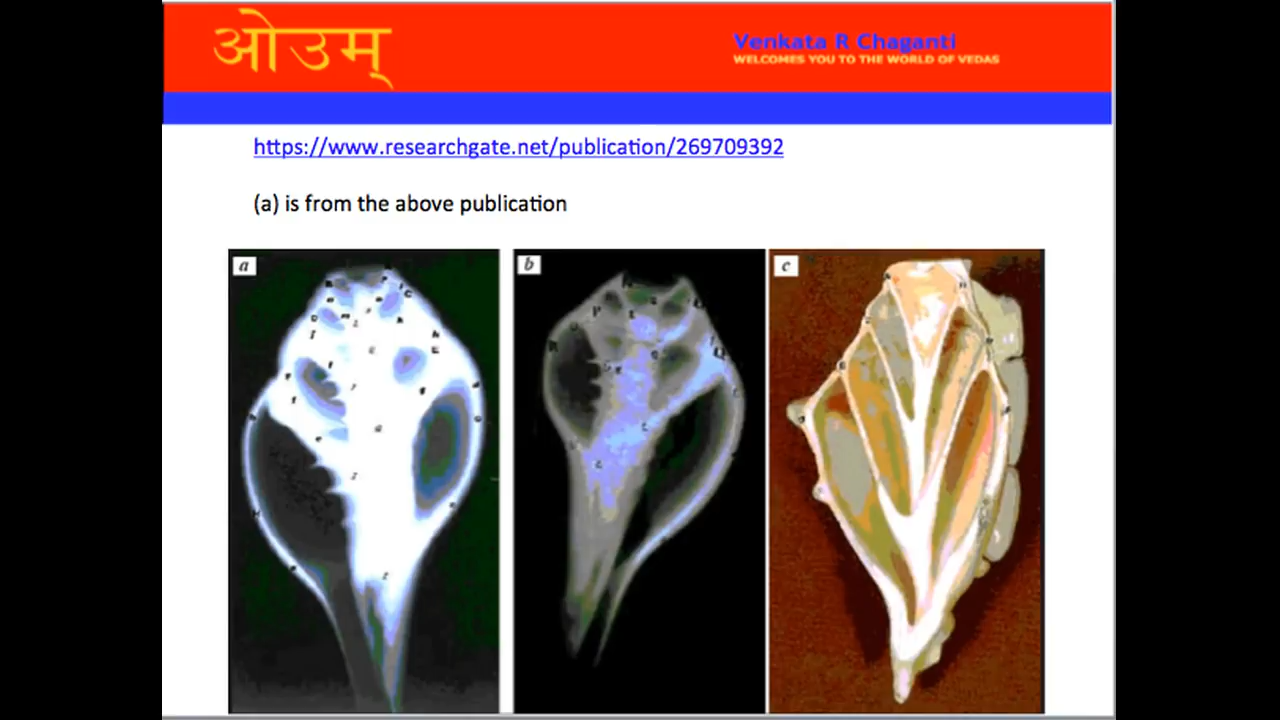 ओउम्
Venkata R Chaganti
WELCOMES YOU TO THE WORLD OF VEDAS
https://www.researchgate.net/publication/269709392
(a) is from the above publication
a
b
c